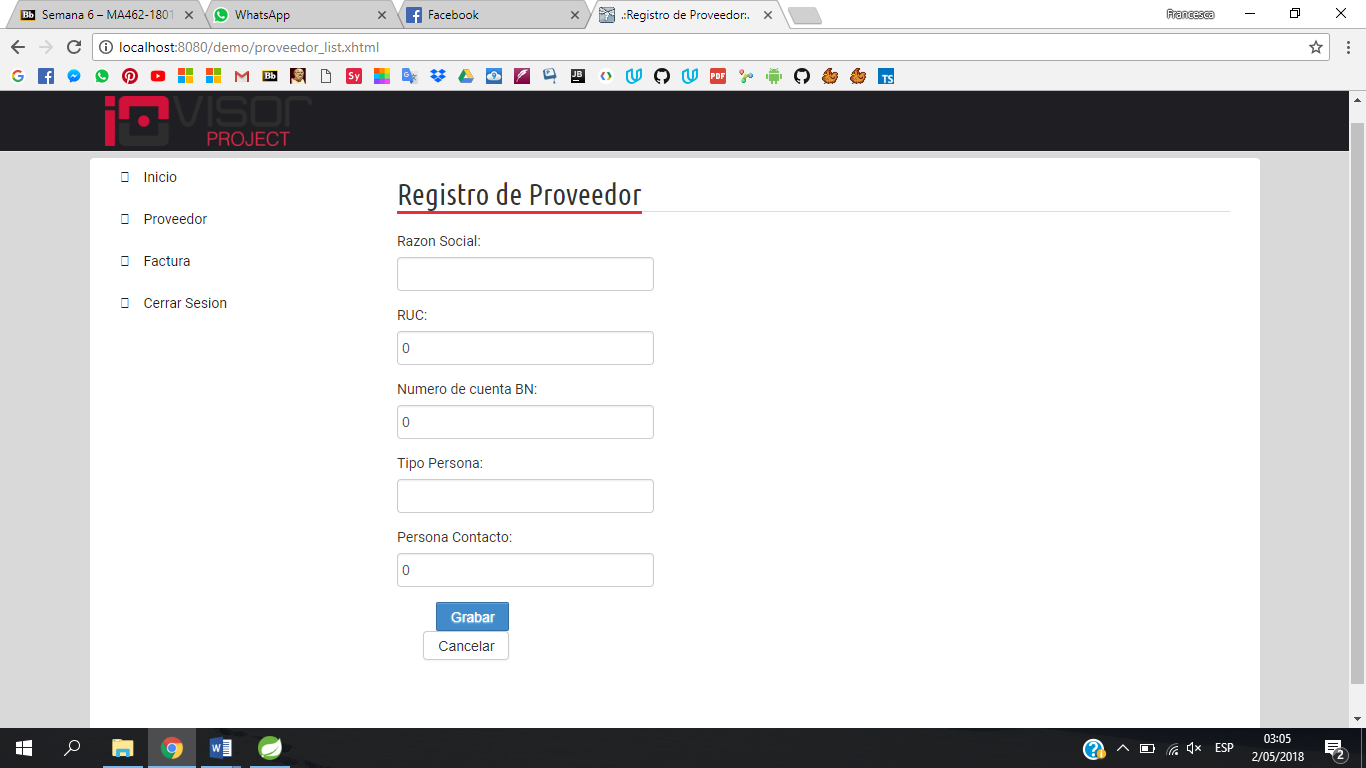 Semana 6 – MA462-1801
WhatsApp
Facebook
.:Registro de Proveedor:.
Francesca
localhost:8080/demo/proveedor_list.xhtml
VISOR
PROJECT
Inicio
Proveedor
Factura
Cerrar Sesion
Registro de Proveedor
Razon Social:
RUC:
0
Numero de cuenta BN:
0
Tipo Persona:
Persona Contacto:
0
Grabar
Cancelar
ESP
03:05
2/05/2018
2